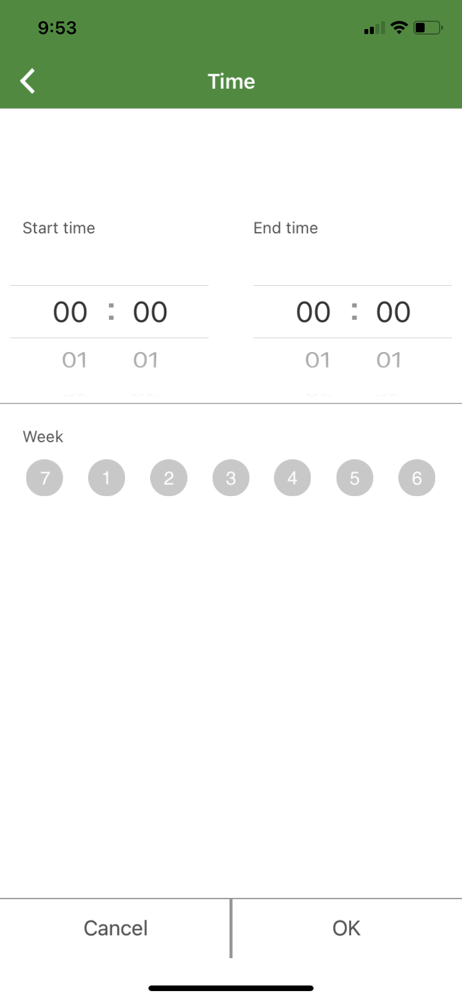 9:53
Time
Start time End time
00 : 00 00 : 00
01 01 01 01
Week
7 1 2 3 4 5 6
Cancel OK